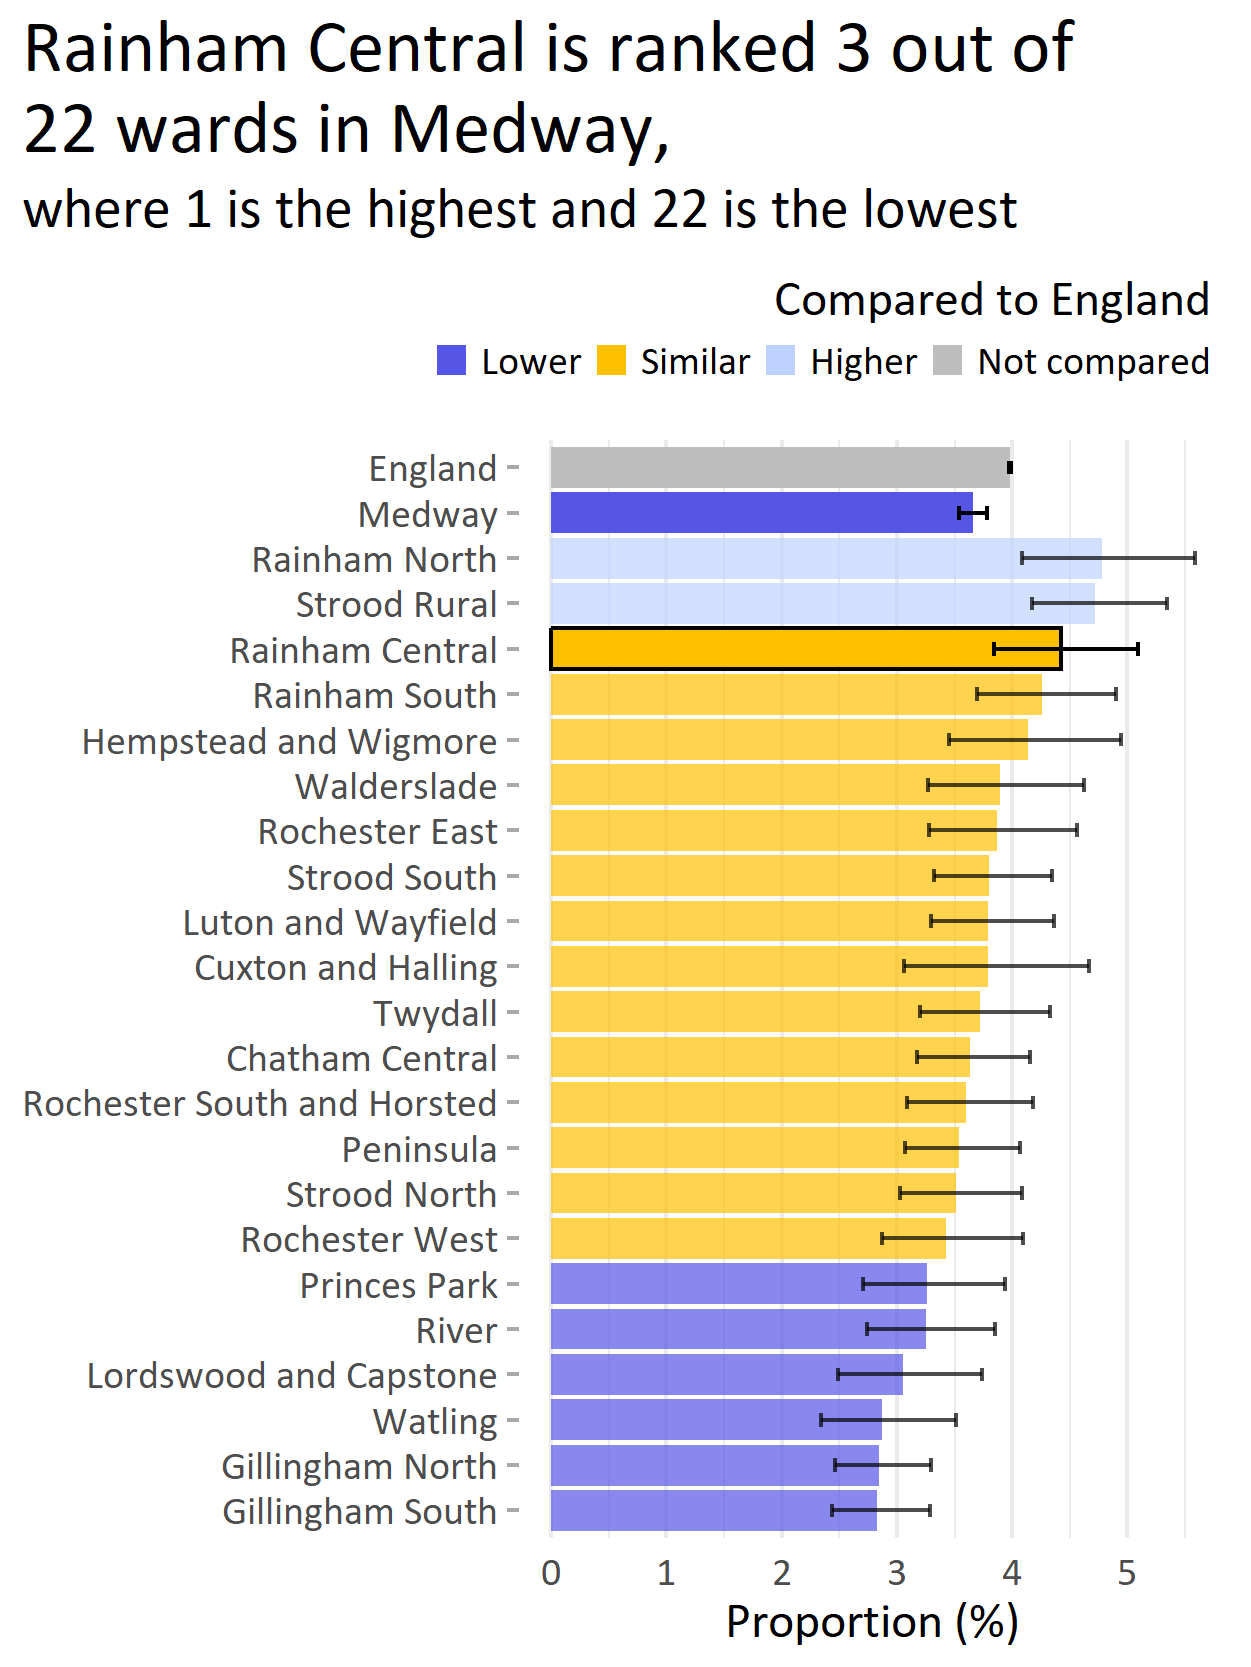 Rainham Central is ranked 3 out of
22 wards in Medway,
where 1 is the highest and 22 is the lowest
Compared to England
Lower Similar Higher Not compared
England
Medway
Rainham North
Strood Rural
Rainham Central
Rainham South
Hempstead and Wigmore
Walderslade
Rochester East
Strood South
Luton and Wayfield
Cuxton and Halling
Twydall
Chatham Central
Rochester South and Horsted
Peninsula
Strood North
Rochester West
Princes Park
River
Lordswood and Capstone
Watling
Gillingham North
Gillingham South
0 1 2 3 4 5
Proportion (%)